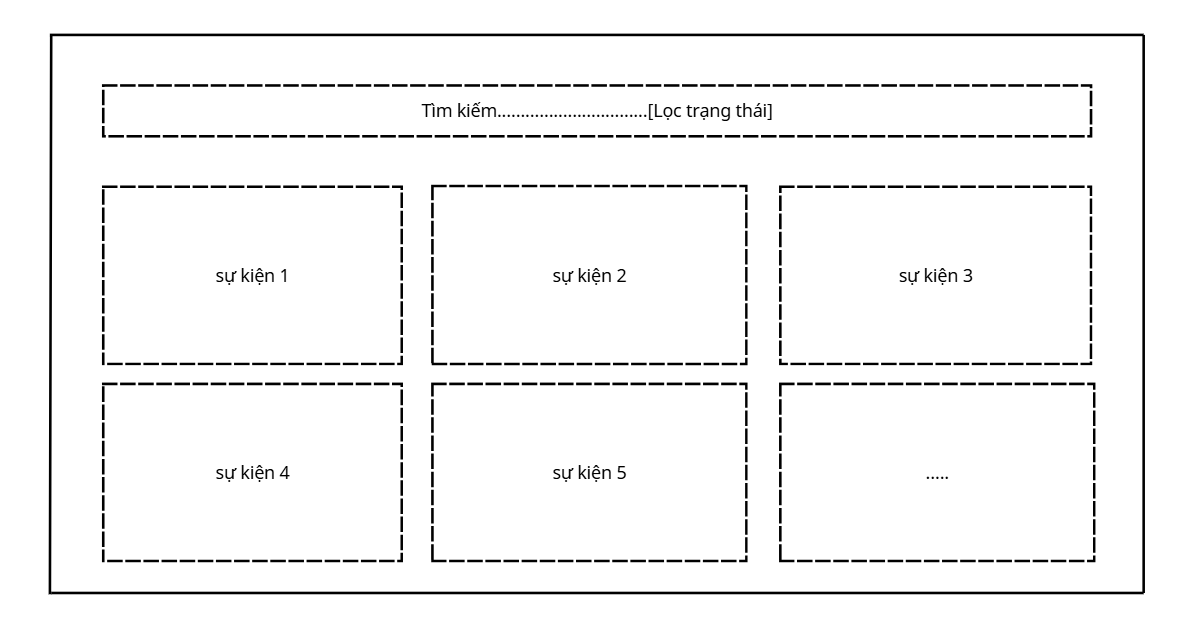 Tìm kiếm................................[Lọc trạng thái]
sự kiện 1
sự kiện 2
sự kiện 3
sự kiện 4
sự kiện 5
.....